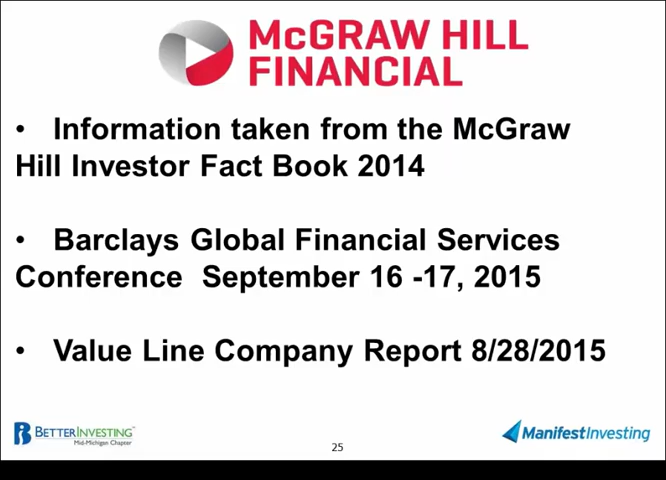 McGRAW HILL
FINANCIAL
• Information taken from the McGraw
Hill Investor Fact Book 2014
• Barclays Global Financial Services
Conference September 16 -17, 2015
• Value Line Company Report 8/28/2015
BETTERINVESTING™
Mid-Michigan Chapter
25
ManifestInvesting